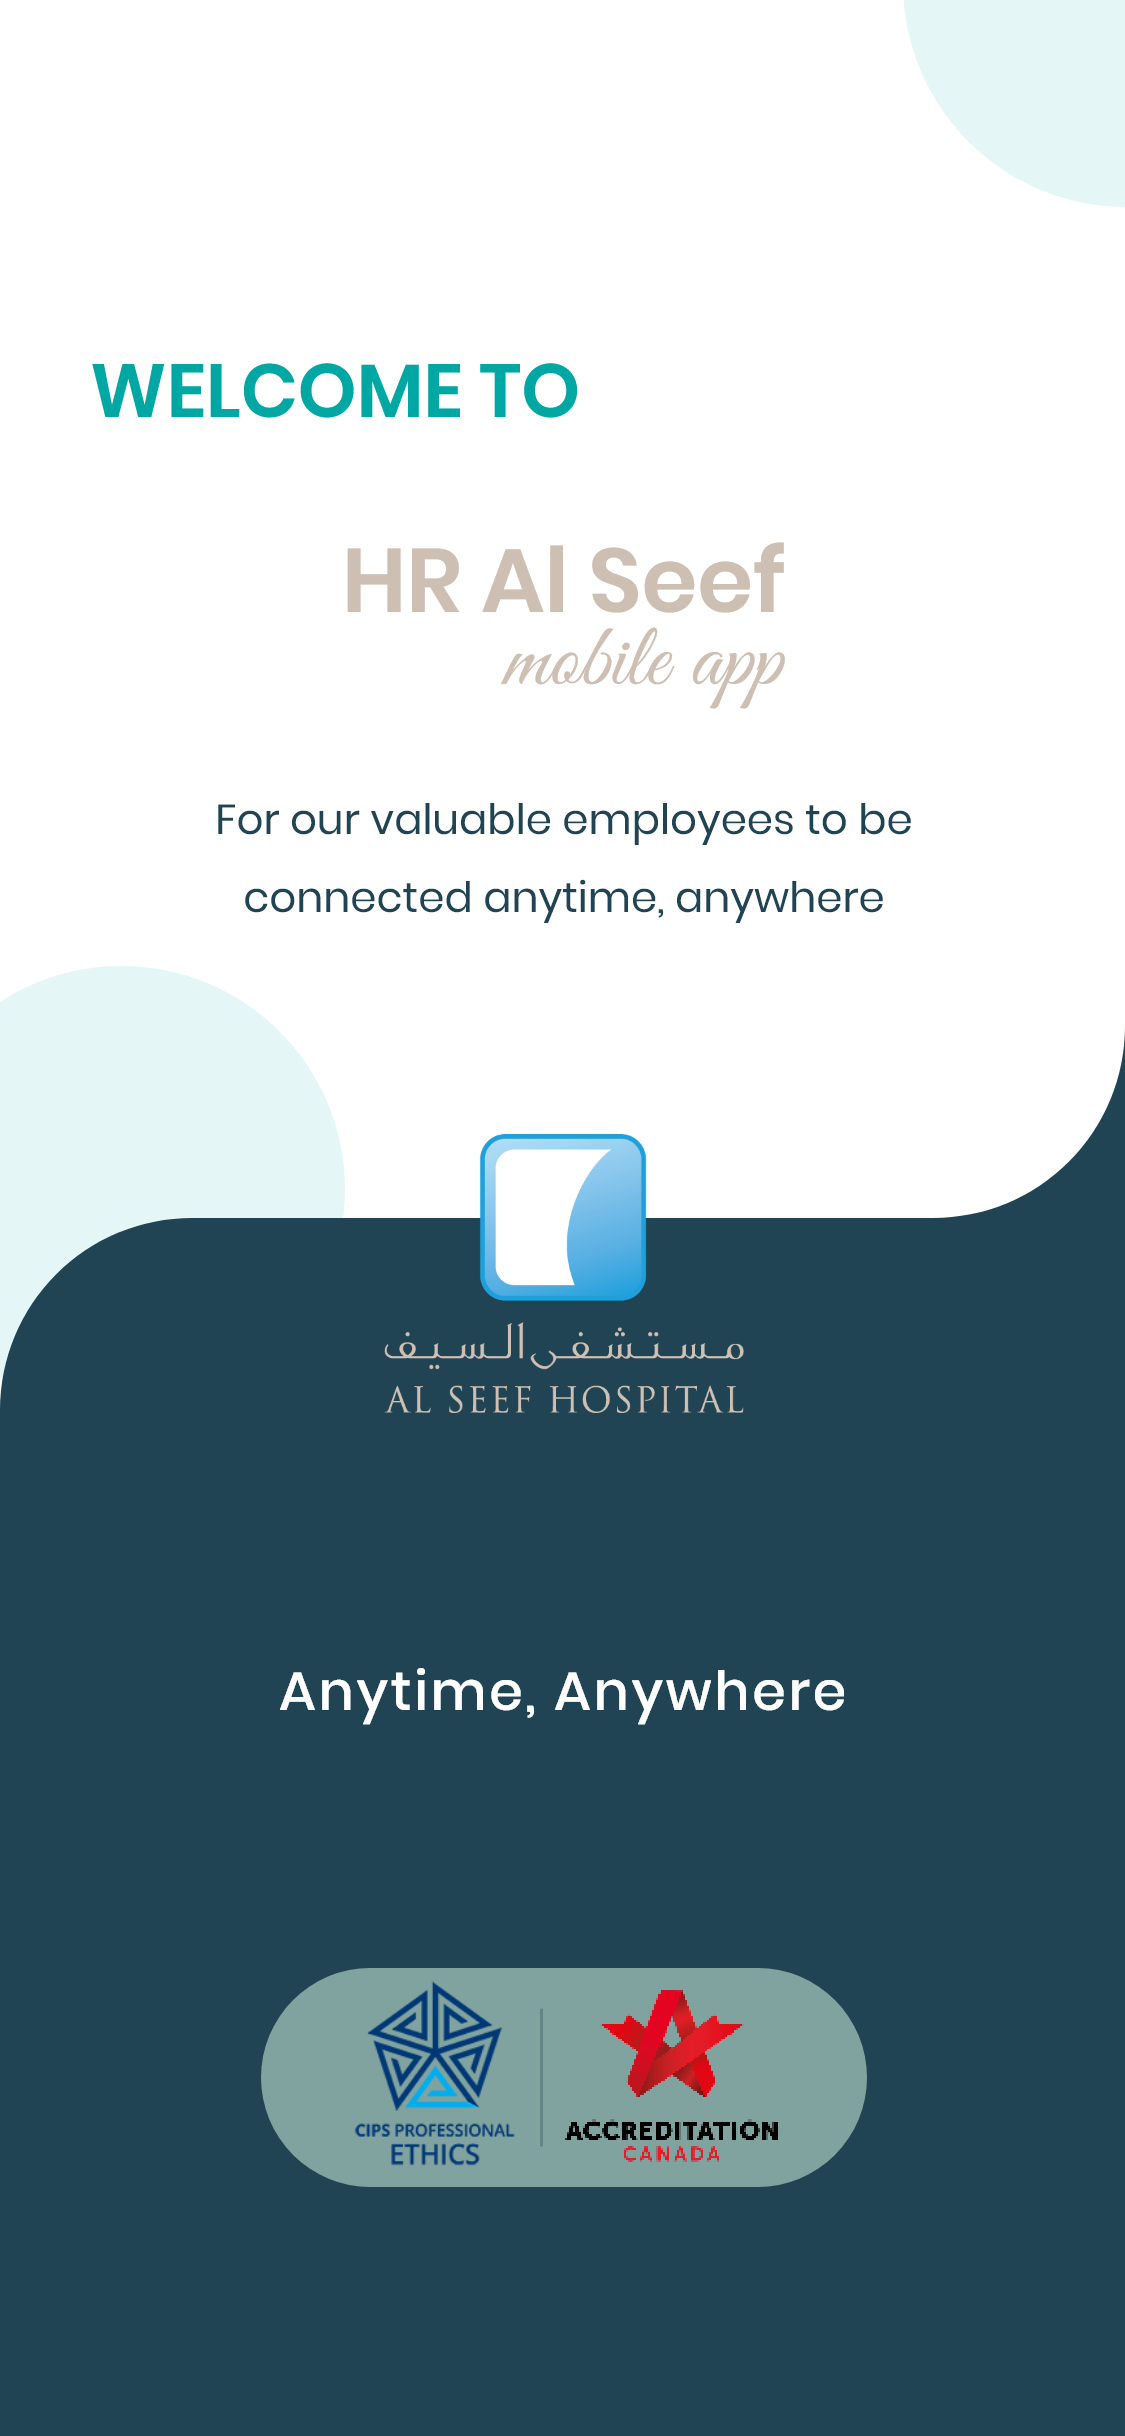 WELCOME TO
HR Al Seef
mobile app
For our valuable employees to be
connected anytime, anywhere
مستشفى السيف
AL SEEF HOSPITAL
Anytime, Anywhere
CIPS PROFESSIONAL
ETHICS
ACCREDITATION
CANADA